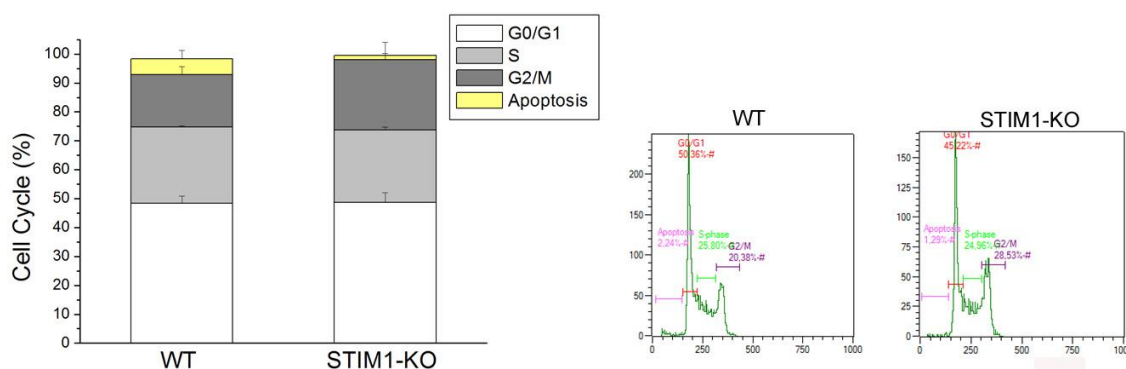 G0/G1
S
G2/M
Apoptosis
Cell Cycle (%)
100
90
80
70
60
50
40
30
20
10
0
WT
STIM1-KO
WT
G0/G1
50,36%-#
Apoptosis
2,24%-#
S-phase
25.80%-#
G2/M
20,38%-#
200
150
100
50
0
0
250
500
750
1000
STIM1-KO
G0/G1
45,22%-#
Apoptosis
1,29%-#
S-phase
24,96%-#
G2/M
28,53%-#
150
125
100
75
50
25
0
0
250
500
750
1000